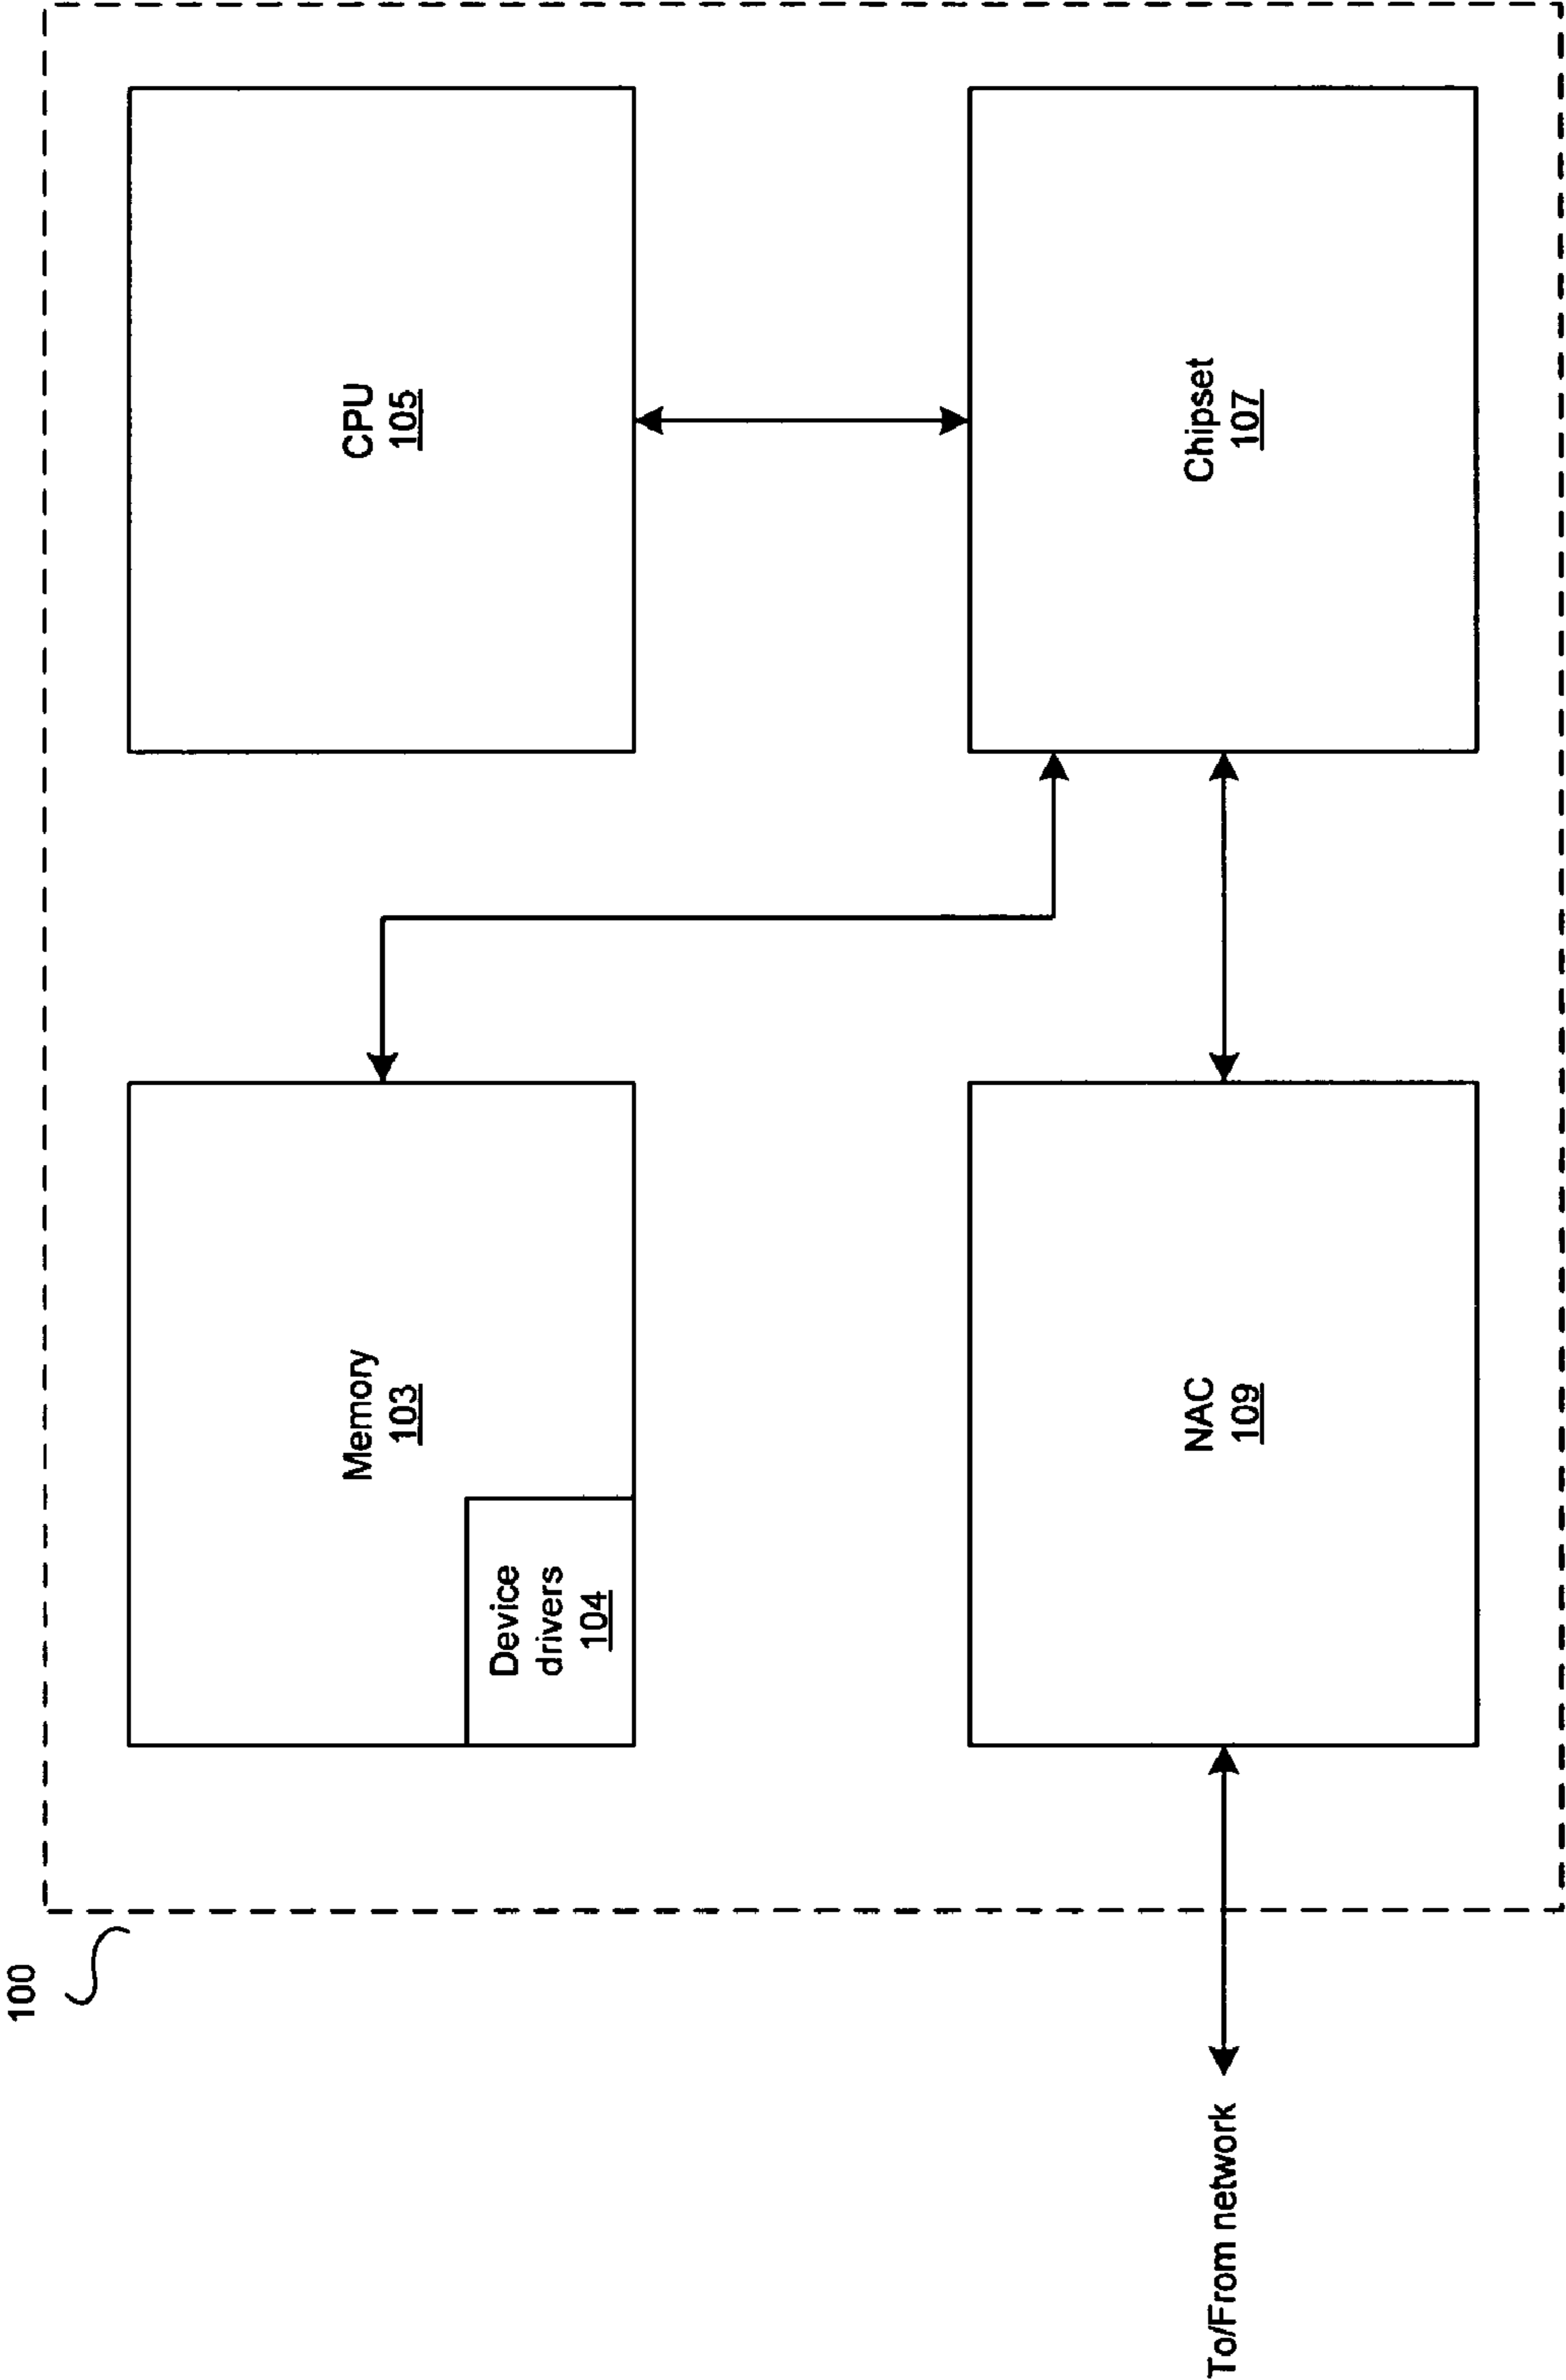 100
Memory
103
Device
drivers
104
CPU
105
To/From network
NAC
109
Chipset
107